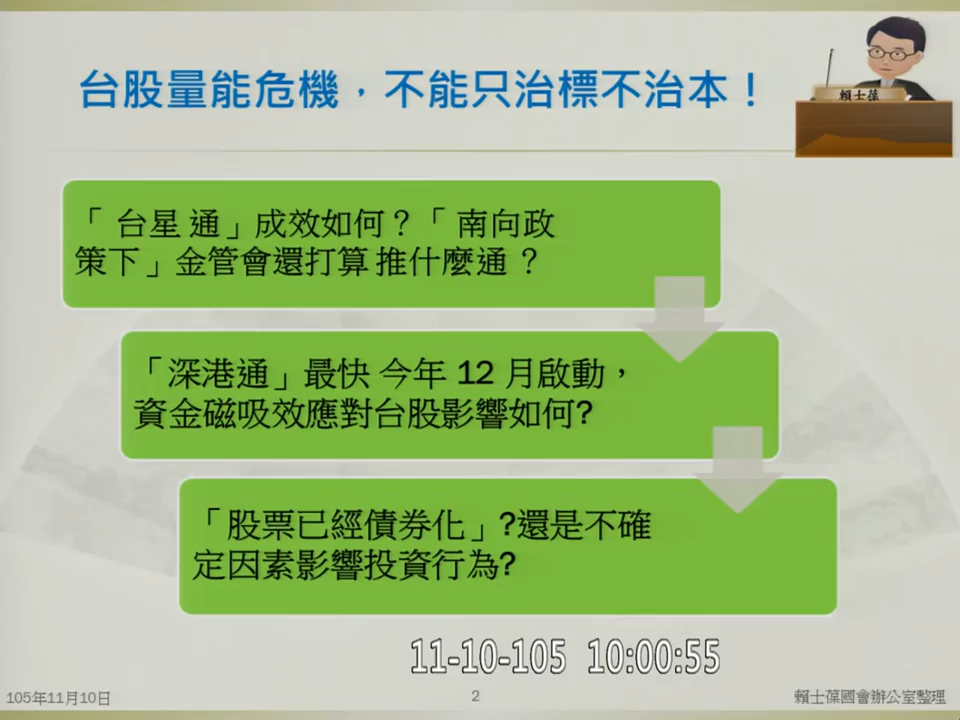 台股量能危機，不能只治標不治本！
賴士葆
「 台星 通」成效如何？「 南向政
策下」金管會還打算 推什麼通 ？
「深港通」最快 今年 12 月啟動，
資金磁吸效應對台股影響如何?
「股票已經債券化」?還是不確
定因素影響投資行為?
11-10-105 10:00:55
105年11月10日
2
賴士葆國會辦公室整理